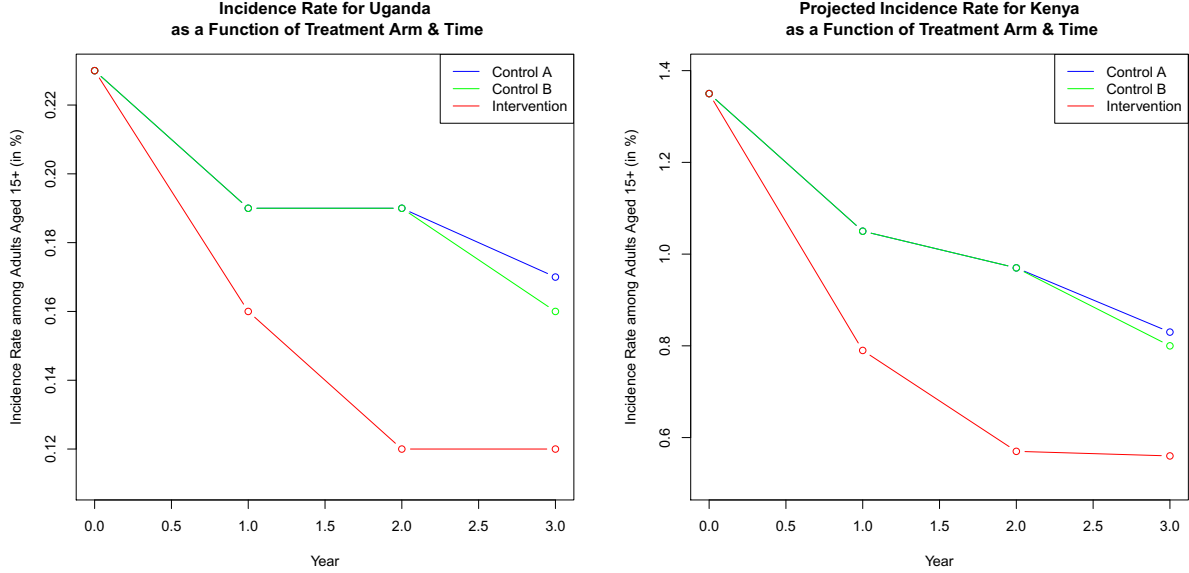 Incidence Rate for Uganda
as a Function of Treatment Arm & Time
Incidence Rate among Adults Aged 15+ (in %)
0.22
0.20
0.18
0.16
0.14
0.12
Control A
Control B
Intervention
0.0 0.5 1.0 1.5 2.0 2.5 3.0
Year
Projected Incidence Rate for Kenya
as a Function of Treatment Arm & Time
Incidence Rate among Adults Aged 15+ (in %)
1.4
1.2
1.0
0.8
0.6
Control A
Control B
Intervention
0.0 0.5 1.0 1.5 2.0 2.5 3.0
Year